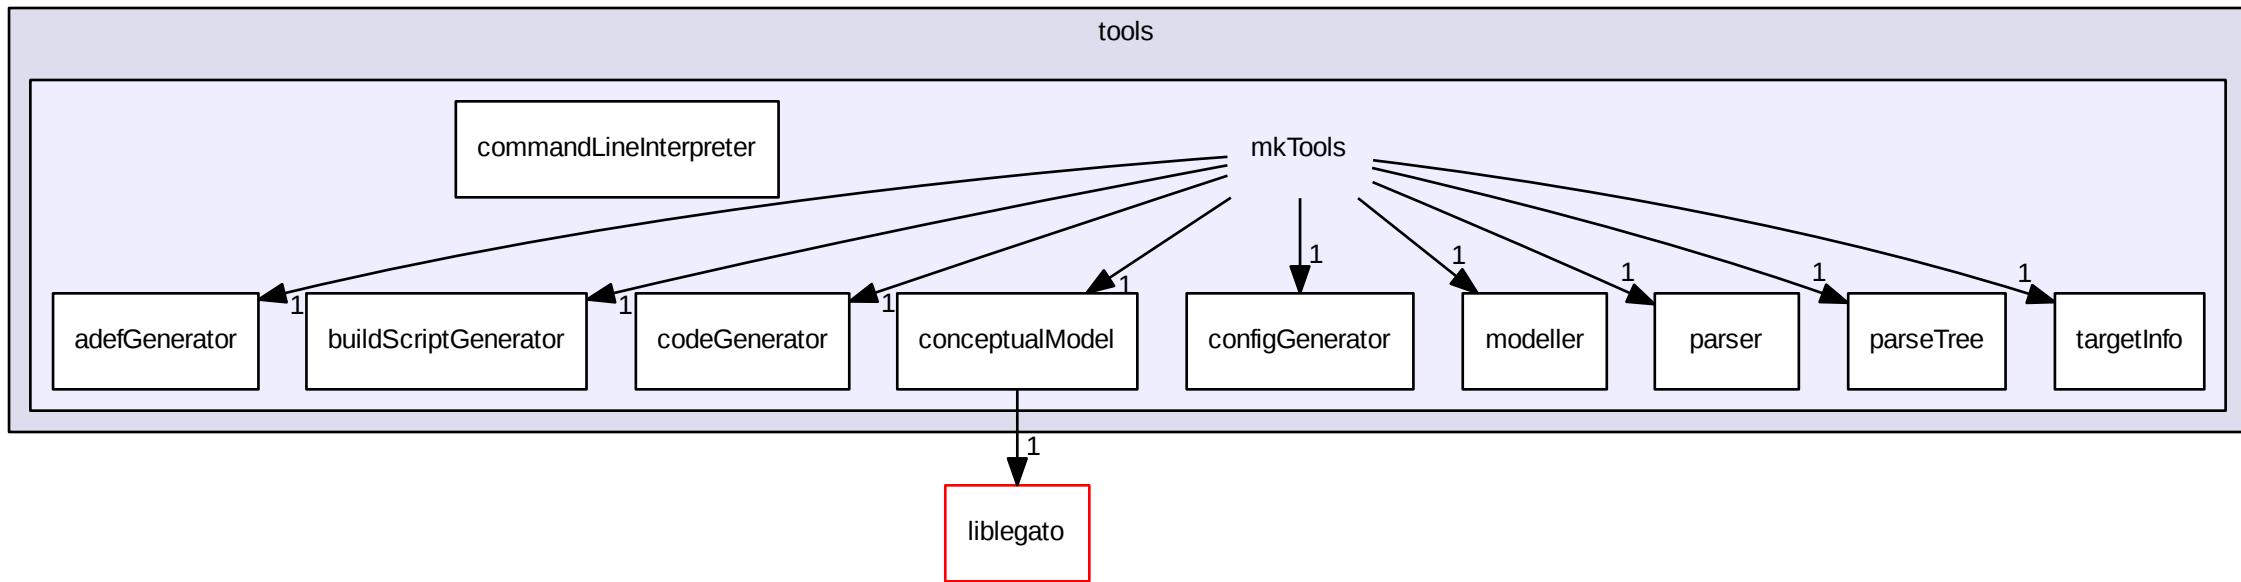 tools
commandLineInterpreter
mkTools
1
1
1
1
1
1
1
1
1
adefGenerator
buildScriptGenerator
codeGenerator
conceptualModel
configGenerator
modeller
parser
parseTree
targetInfo
1
liblegato